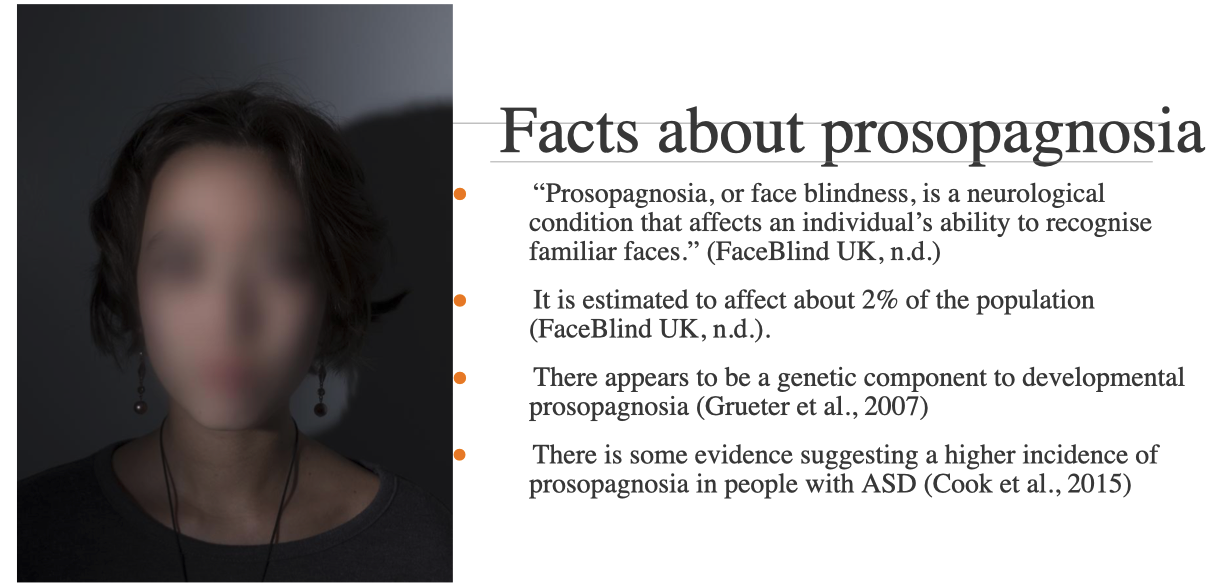 Facts about prosopagnosia
“Prosopagnosia, or face blindness, is a neurological
condition that affects an individual’s ability to recognise
familiar faces.” (FaceBlind UK, n.d.)
It is estimated to affect about 2% of the population
(FaceBlind UK, n.d.).
There appears to be a genetic component to developmental
prosopagnosia (Grueter et al., 2007)
There is some evidence suggesting a higher incidence of
prosopagnosia in people with ASD (Cook et al., 2015)